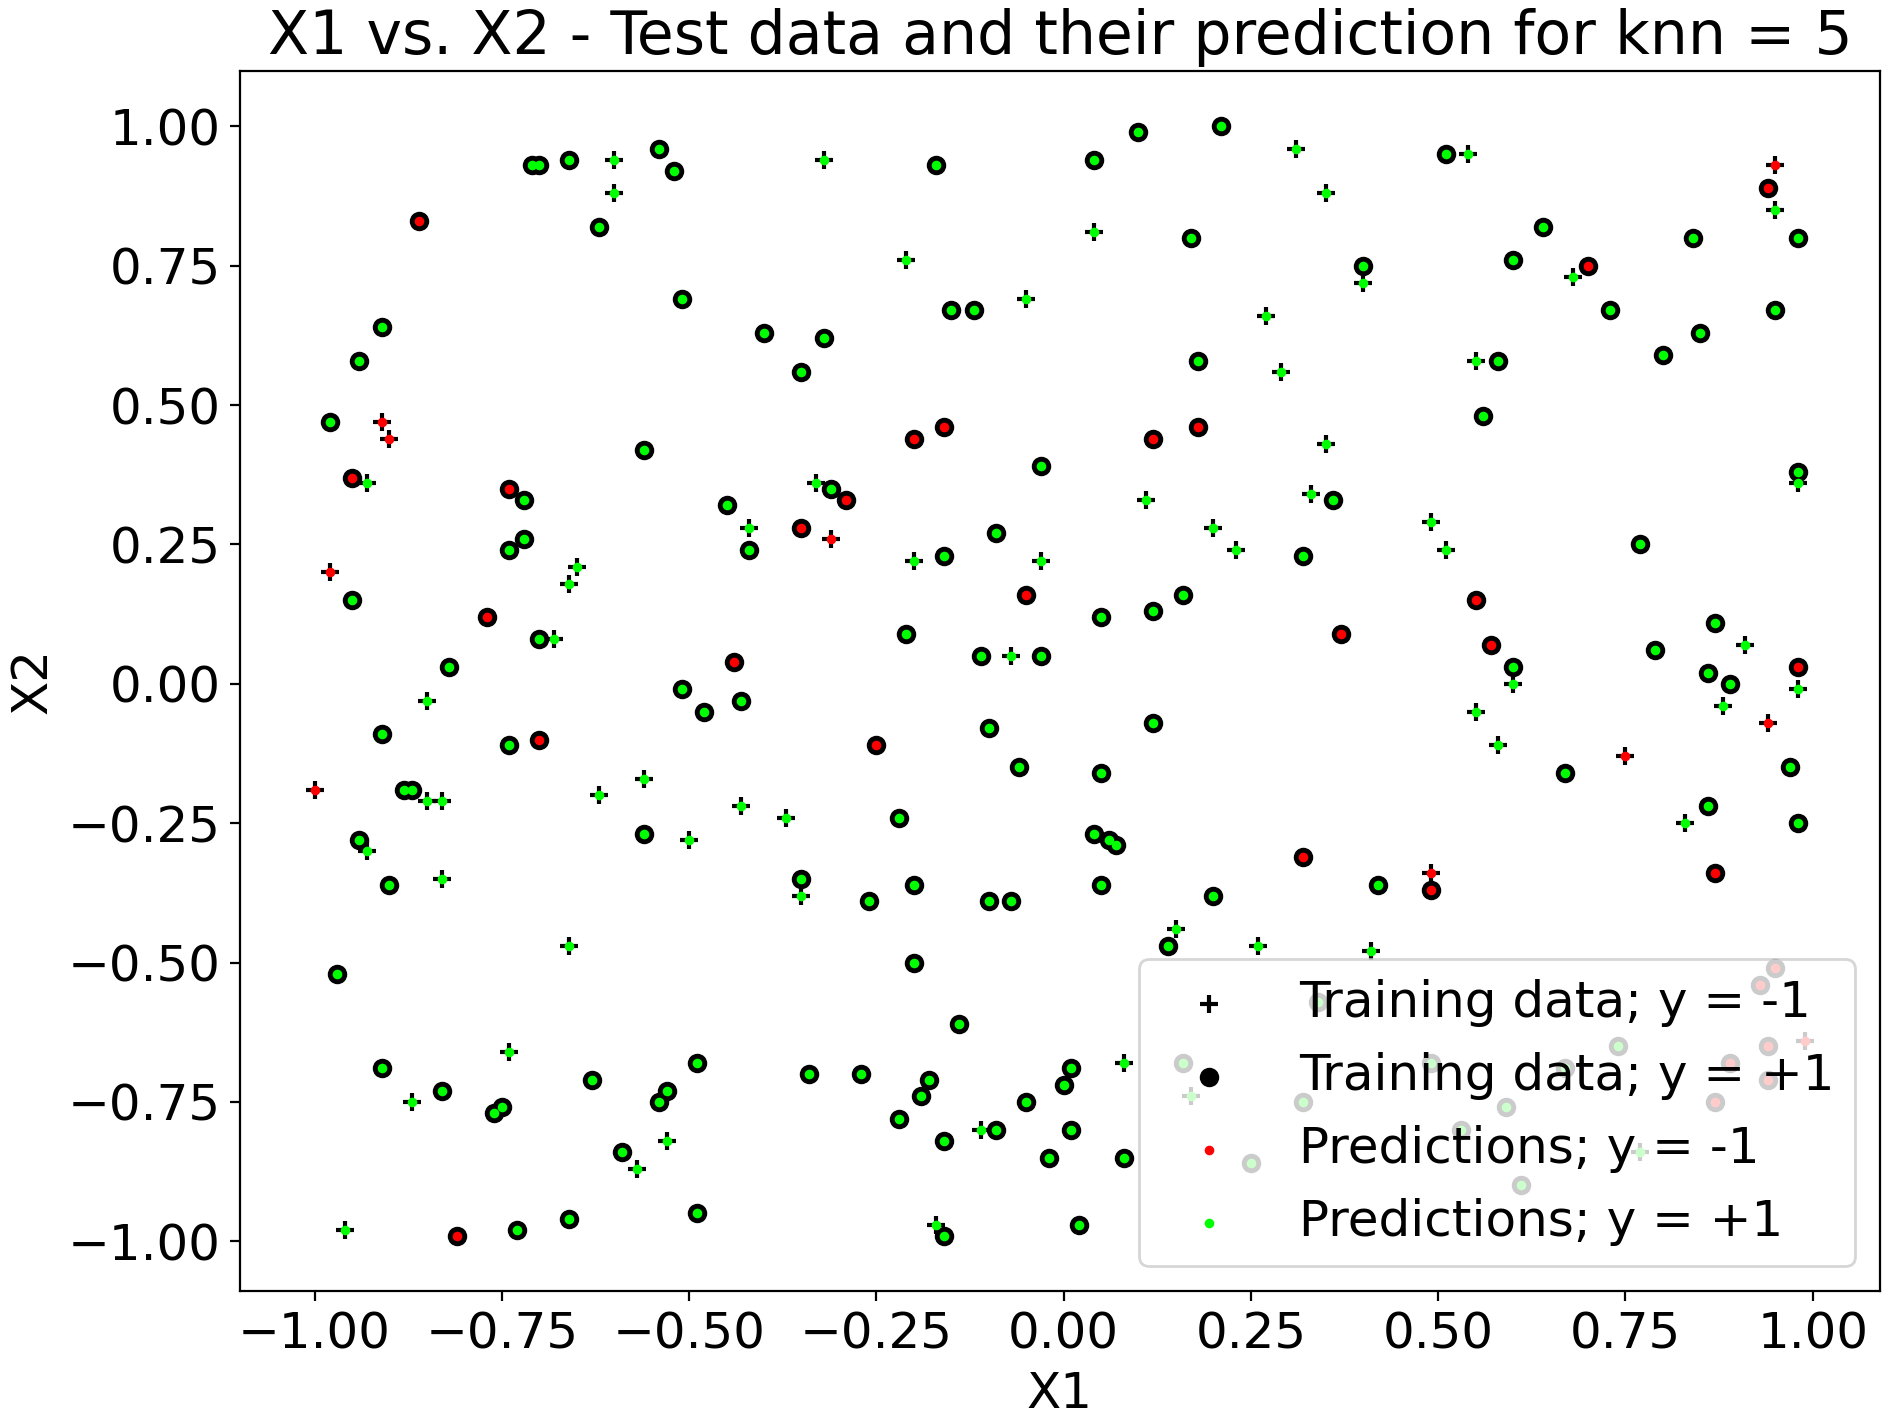 X1 vs. X2 - Test data and their prediction for knn = 5
1.00
0.75
0.50
0.25
0.00
−0.25
−0.50
−0.75
−1.00
X2
Training data; y = -1
Training data; y = +1
Predictions; y = -1
Predictions; y = +1
−1.00 −0.75 −0.50 −0.25 0.00 0.25 0.50 0.75 1.00
X1